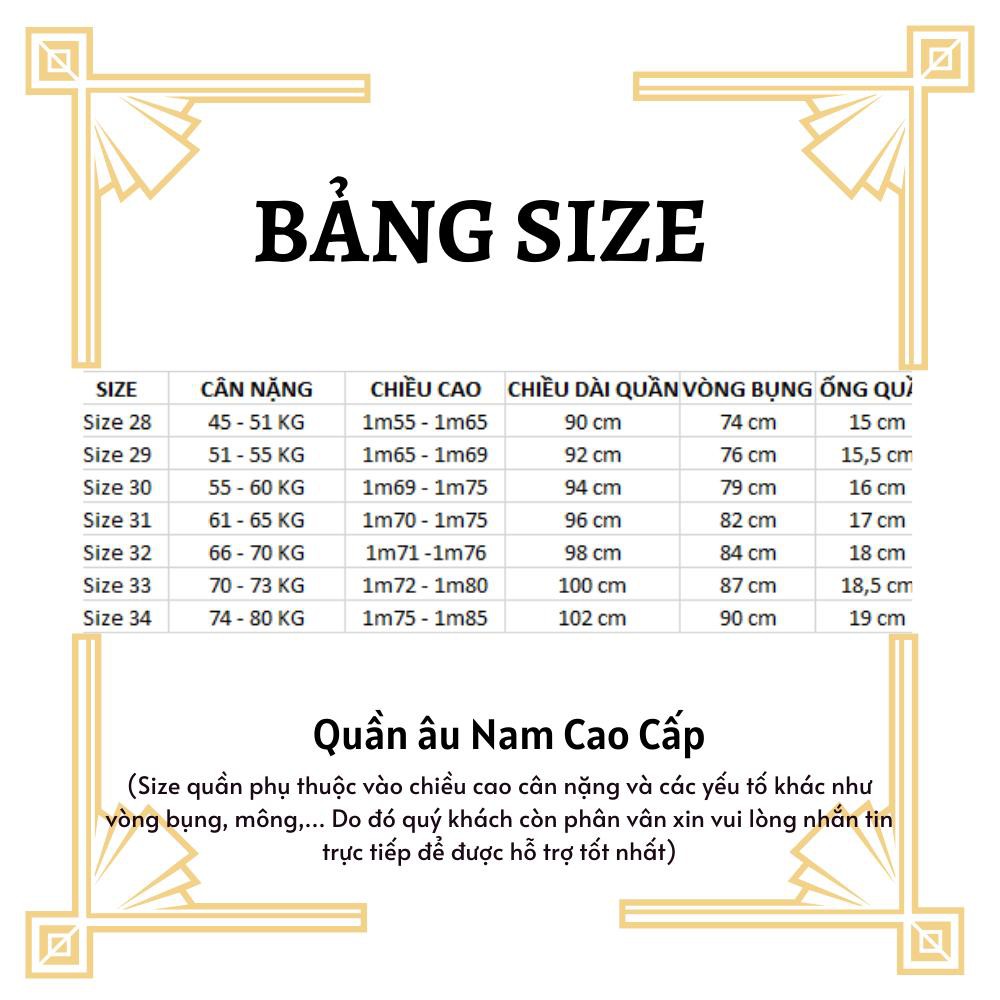 BẢNG SIZE
SIZE CÂN NẶNG CHIỀU CAO CHIỀU DÀI QUẦN VÒNG BỤNG ỐNG
Size 28 45 - 51 KG 1m55 - 1m65 90 cm 74 cm 15 cm
Size 29 51 - 55 KG 1m65 - 1m69 92 cm 76 cm 15,5 cm
Size 30 55 - 60 KG 1m69 - 1m75 94 cm 79 cm 16 cm
Size 31 61 - 65 KG 1m70 - 1m75 96 cm 82 cm 17 cm
Size 32 66 - 70 KG 1m71 -1m76 98 cm 84 cm 18 cm
Size 33 70 - 73 KG 1m72 - 1m80 100 cm 87 cm 18,5 cm
Size 34 74 - 80 KG 1m75 - 1m85 102 cm 90 cm 19 cm
Quần âu Nam Cao Cấp
(Size quần phụ thuộc vào chiều cao cân nặng và các yếu tố khác như
vòng bụng, mông,... Do đó quý khách còn phân vân xin vui lòng nhắn tin
trực tiếp để được hỗ trợ tốt nhất)